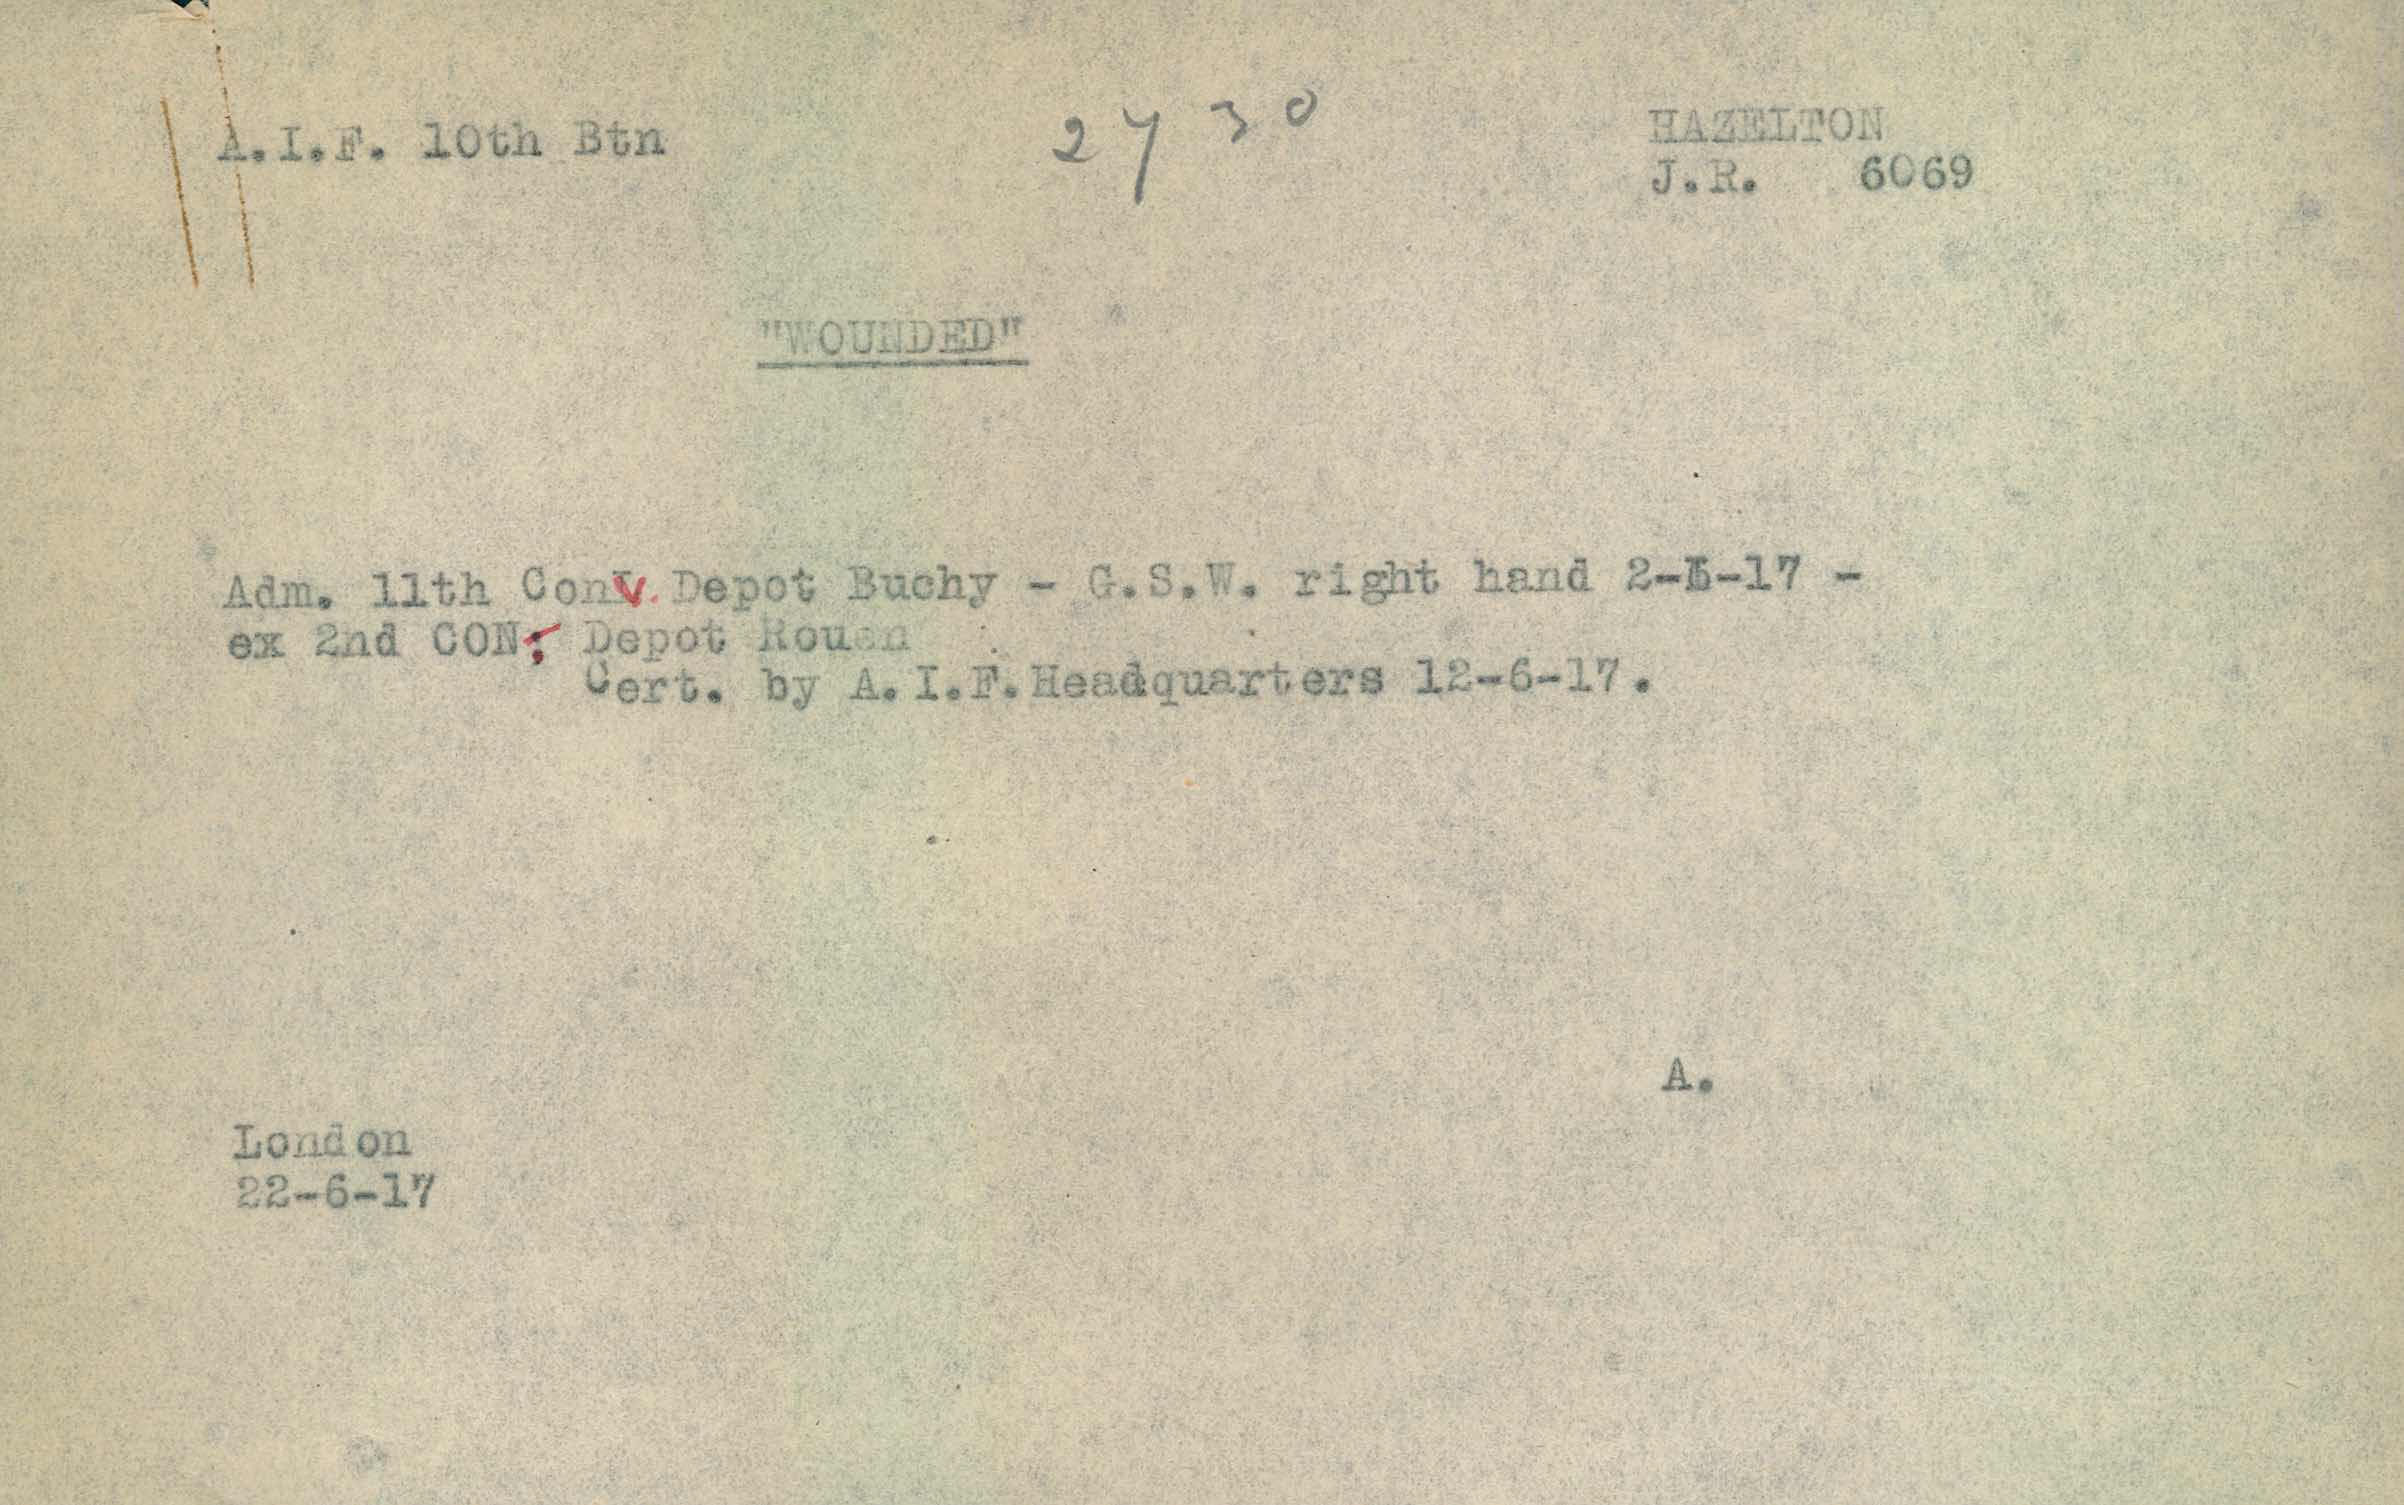 A.I.F. 10th Btn
2730
HAZELTON
J.R. 6069
"WOUNDED"
Adm. 11th Conv. Depot Buchy - G.S.W. right hand -17 -
ex 2nd CON; Depot Rouen
Cert. by A.I.F.Headquarters 12-6-17.
A.
London
22-6-17